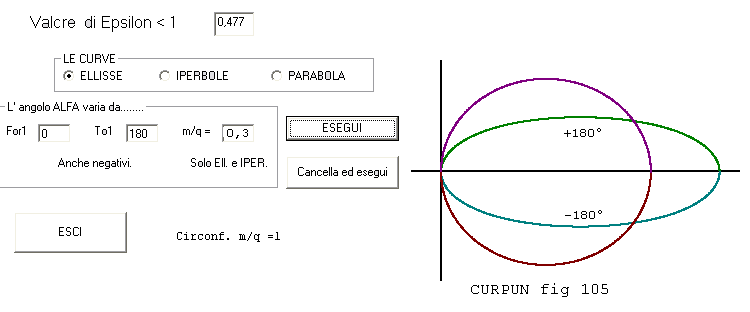 Valcre di Epsilon < 1 0,477
LE CURVE
ELLISSE IPERBOLE PARABOLA
L' angolo ALFA varia da........
For1 0 To1 180 m/q = 0,3
Anche negativi. Solo Ell. e IPER.
ESEGUI
Cancella ed esegui
ESCI
Circonf. m/q =1
+180°
-180°
CURPUN fig 105